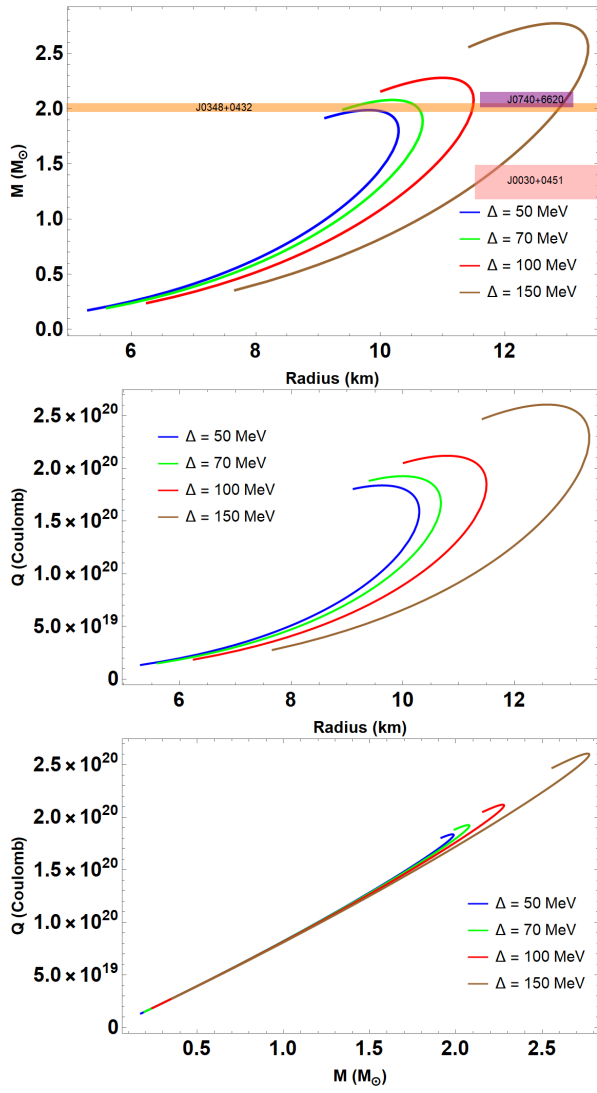 M (M⊙)
2.5
2.0
1.5
1.0
0.5
0.0
J0348+0432
J0740+6620
J0030+0451
Δ = 50 MeV
Δ = 70 MeV
Δ = 100 MeV
Δ = 150 MeV
6 8 10 12
Radius (km)
Q (Coulomb)
2.5 × 10²⁰
2.0 × 10²⁰
1.5 × 10²⁰
1.0 × 10²⁰
5.0 × 10¹⁹
0
Δ = 50 MeV
Δ = 70 MeV
Δ = 100 MeV
Δ = 150 MeV
6 8 10 12
Radius (km)
Q (Coulomb)
2.5 × 10²⁰
2.0 × 10²⁰
1.5 × 10²⁰
1.0 × 10²⁰
5.0 × 10¹⁹
0
Δ = 50 MeV
Δ = 70 MeV
Δ = 100 MeV
Δ = 150 MeV
0.5 1.0 1.5 2.0 2.5
M (M⊙)